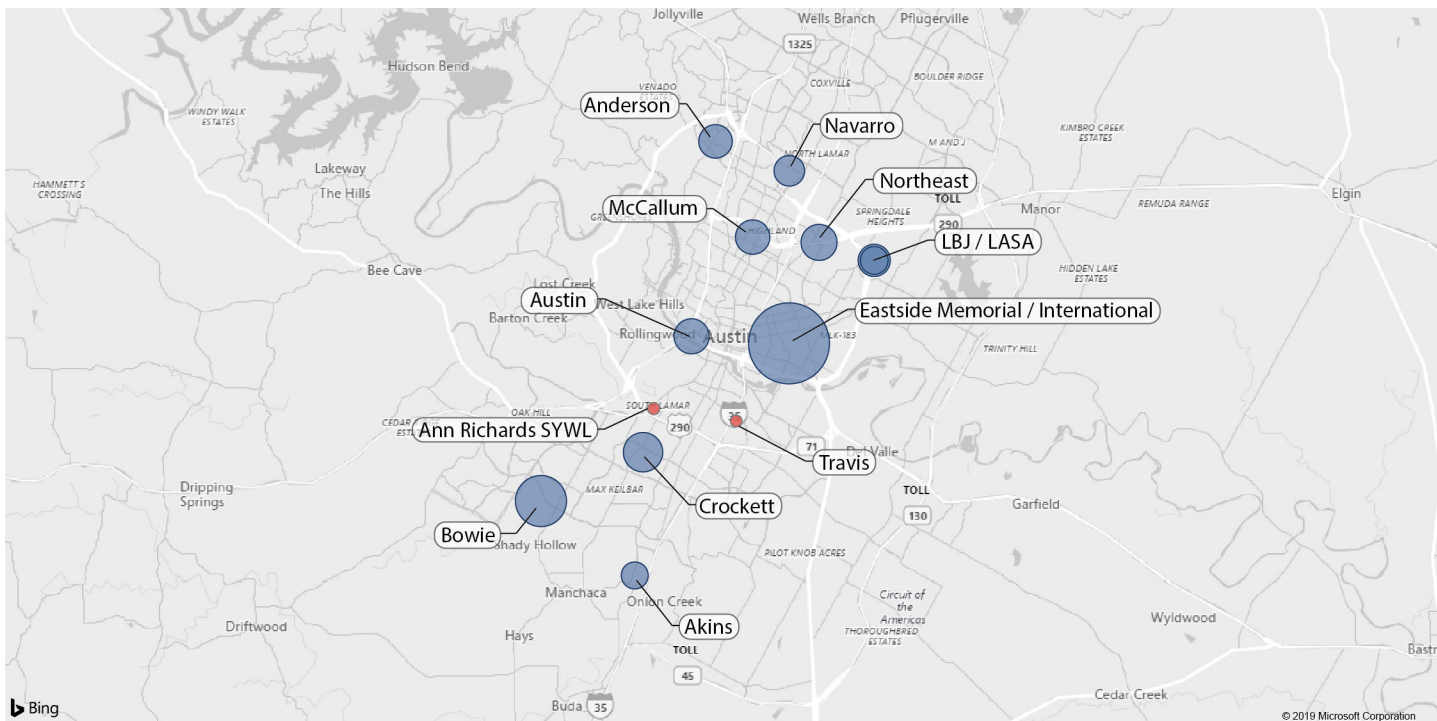 Jollyville
Wells Branch
Pflugerville
1325
Hudson Bend
BOULDER RIDGE
COXVILLE
VENADO
Anderson
WINDY WALK
ESTATES
Navarro
KIMBRO CREEK
ESTATES
M AND J
NORTH LAMAR
Lakeway
Northeast
HAMMETT'S
CROSSING
The Hills
Elgin
TOLL
REMUDA RANGE
McCallum
Manor
SPRINGDALE
HEIGHTS
290
HIGHLAND
LBJ / LASA
Bee Cave
HIDDEN LAKE
ESTATES
Lost Creek
Austin
West Lake Hills
Eastside Memorial / International
Barton Creek
Rollingwood
Austin
MLK-183
TRINITY HILL
SOUTH LAMAR
OAK HILL
35
290
Ann Richards SYWL
71
Del Valle
Travis
Dripping
Springs
MAX KEILBAR
TOLL
Crockett
Garfield
130
Bowie
Shady Hollow
PILOT KNOB ACRES
Manchaca
Onion Creek
Circuit of
the
Americas
Akins
Driftwood
Hays
THOROUGHBRED
ESTATES
Wyldwood
TOLL
45
Cedar Creek
Bing
Buda
35
© 2019 Microsoft Corporation